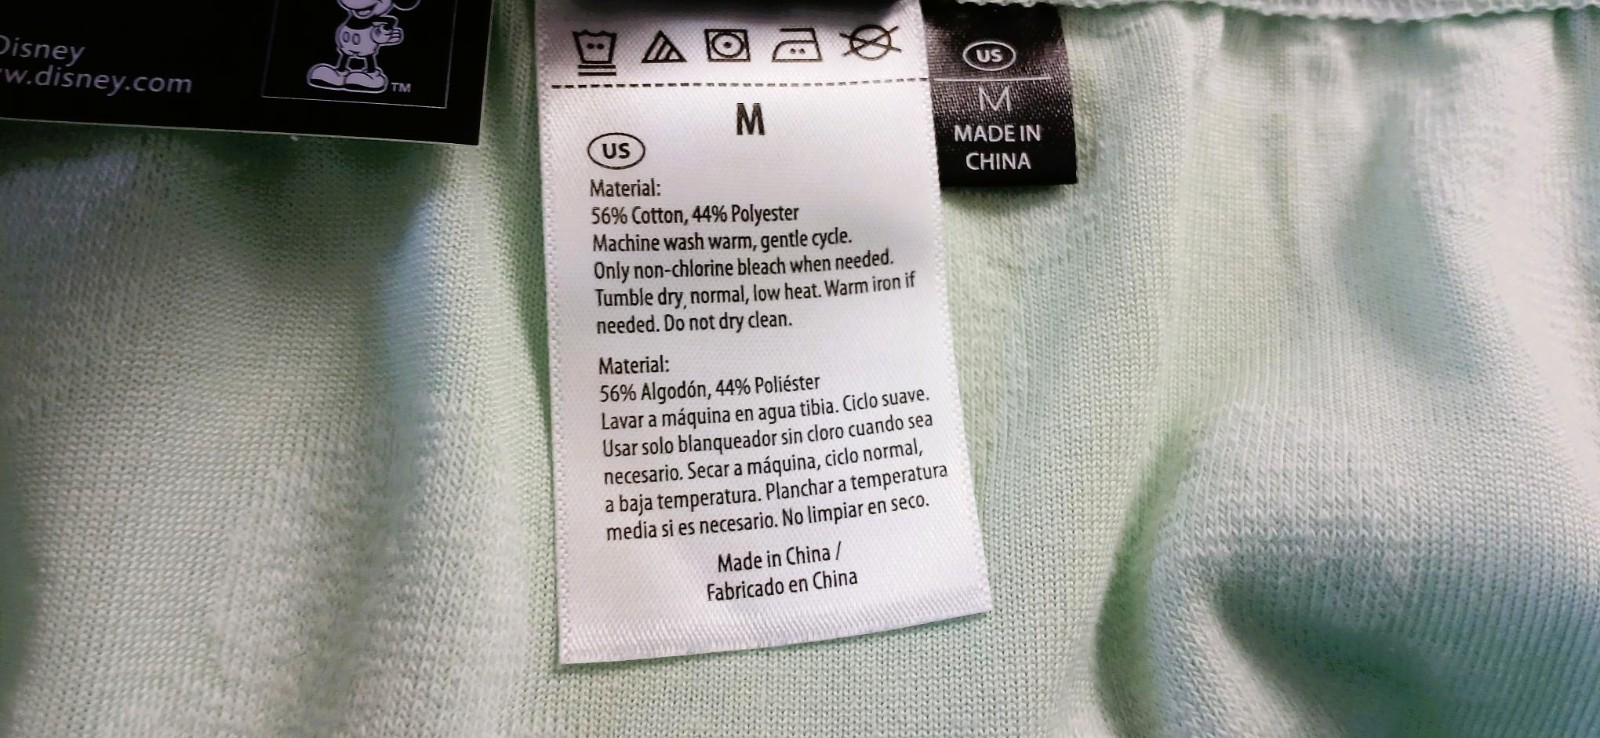 Disney
w.disney.com
TM
M
US
Material:
56% Cotton, 44% Polyester
Machine wash warm, gentle cycle.
Only non-chlorine bleach when needed.
Tumble dry, normal, low heat. Warm iron if
needed. Do not dry clean.
Material:
56% Algodón, 44% Poliéster
Lavar a máquina en agua tibia. Ciclo suave.
Usar solo blanqueador sin cloro cuando sea
necesario. Secar a máquina, ciclo normal,
a baja temperatura. Planchar a temperatura
media si es necesario. No limpiar en seco.
Made in China /
Fabricado en China
US
M
MADE IN
CHINA